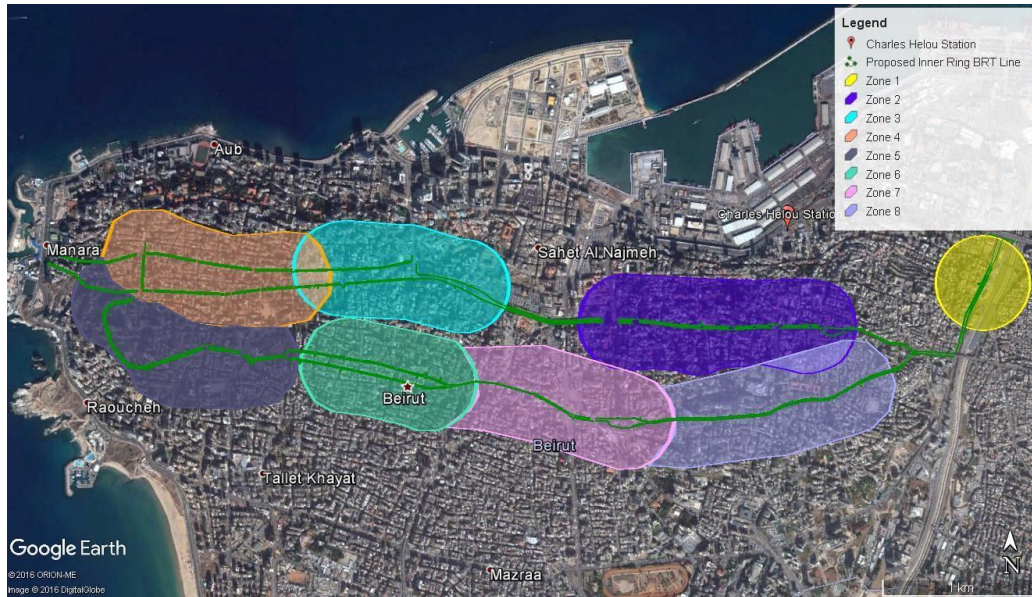 Legend
Charles Helou Station
Proposed Inner Ring BRT Line
Zone 1
Zone 2
Zone 3
Zone 4
Zone 5
Zone 6
Zone 7
Zone 8
Aub
Charles Helou Statio
Manara
Sahet Al Najmeh
Beirut
Raoucheh
Beirut
Tallet Khayat
Google Earth
Mazraa
N
© 2016 ORION-ME
Image © 2016 DigitalGlobe
1 km